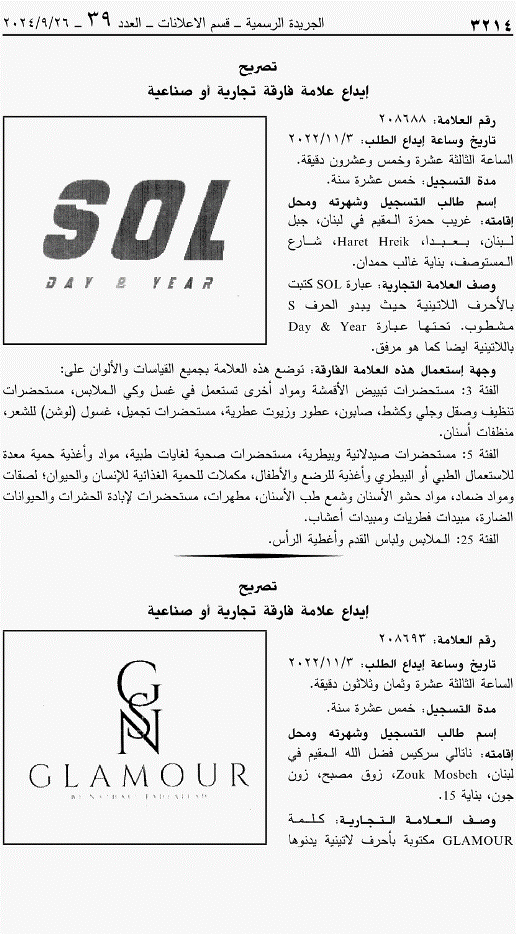 ٣٢١٤ الجريدة الرسمية ــ قسم الاعلانات ــ العدد ٣٩ ــ ٢٠٢٤/٩/٢٦
تصريح
إيداع علامة فارقة تجارية أو صناعية
رقم العلامة: ٢٠٨٦٨٨
تاريخ وساعة إيداع الطلب: ٢٠٢٢/١١/٣
الساعة الثالثة عشرة وخمس وعشرون دقيقة.
مدة التسجيل: خمس عشرة سنة.
إسم طالب التسجيل وشهرته ومحل
إقامته: غريب حمزة المقيم في لبنان، جبل
لبنان، بعبدا، Haret Hreik، شارع
المستوصف، بناية غالب حمدان.
وصف العلامة التجارية: عبارة SOL كتبت
بالأحرف اللاتينية حيث يبدو الحرف S
مشطوب. تحتها عبارة Day & Year
باللاتينية ايضا كما هو مرفق.
SOL
DAY & YEAR
وجهة إستعمال هذه العلامة الفارقة: توضع هذه العلامة بجميع القياسات والألوان على:
الفئة 3: مستحضرات تبييض الأقمشة ومواد أخرى تستعمل في غسل وكي الملابس، مستحضرات
تنظيف وصقل وجلي وكشط، صابون، عطور وزيوت عطرية، مستحضرات تجميل، غسول (لوشن) للشعر،
منظفات أسنان.
الفئة 5: مستحضرات صيدلانية وبيطرية، مستحضرات صحية لغايات طبية، مواد وأغذية حمية معدة
للاستعمال الطبي أو البيطري وأغذية للرضع والأطفال، مكملات للحمية الغذائية للإنسان والحيوان؛ لصقات
ومواد ضماد، مواد حشو الأسنان وشمع طب الأسنان، مطهرات، مستحضرات لإبادة الحشرات والحيوانات
الضارة، مبيدات فطريات ومبيدات أعشاب.
الفئة 25: الملابس ولباس القدم وأغطية الرأس.
تصريح
إيداع علامة فارقة تجارية أو صناعية
رقم العلامة: ٢٠٨٦٩٣
تاريخ وساعة إيداع الطلب: ٢٠٢٢/١١/٣
الساعة الثالثة عشرة وثمان وثلاثون دقيقة.
مدة التسجيل: خمس عشرة سنة.
إسم طالب التسجيل وشهرته ومحل
إقامته: ناتالي سركيس فضل الله المقيم في
لبنان، Zouk Mosbeh، زوق مصبح، زون
جون، بناية 15.
وصف العلامة التجارية: كلمة
GLAMOUR مكتوبة بأحرف لاتينية يدنوها
GSN
GLAMOUR